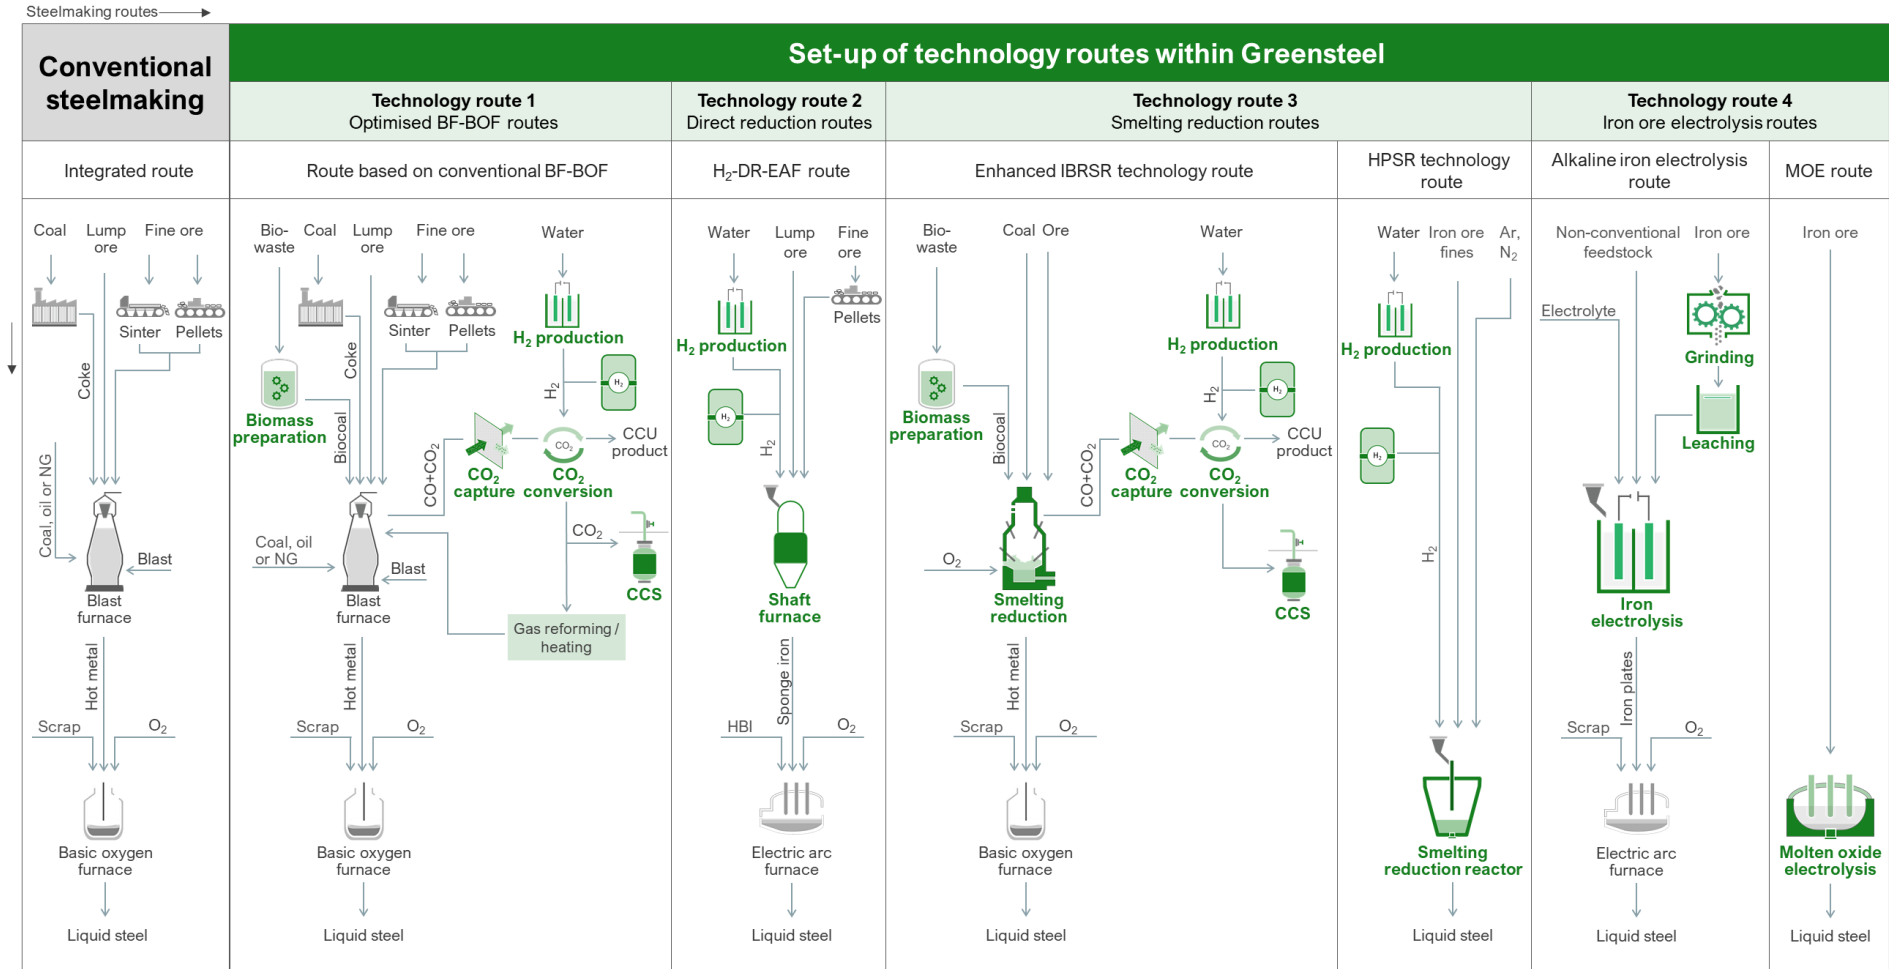 Steelmaking routes
Conventional
steelmaking
Set-up of technology routes within Greensteel
Technology route 1
Optimised BF-BOF routes
Technology route 2
Direct reduction routes
Technology route 3
Smelting reduction routes
Technology route 4
Iron ore electrolysis routes
Integrated route
Route based on conventional BF-BOF
H₂-DR-EAF route
Enhanced IBRSR technology route
HPSR technology
route
Alkaline iron electrolysis
route
MOE route
Coal
Lump
ore
Fine ore
Sinter
Pellets
Coke
Coal, oil or NG
Blast
Blast
furnace
Hot metal
Scrap
O₂
Basic oxygen
furnace
Liquid steel
Bio-
waste
Coal
Lump
ore
Fine ore
Water
Sinter
Pellets
H₂ production
Coke
H₂
H₂
Biomass
preparation
Biocoal
CO+CO₂
CO₂
capture
CO₂
CO₂
conversion
CCU
product
CO₂
CCS
Coal, oil
or NG
Blast
Blast
furnace
Gas reforming /
heating
Hot metal
Scrap
O₂
Basic oxygen
furnace
Liquid steel
Water
Lump
ore
Fine
ore
Pellets
H₂ production
H₂
H₂
Shaft
furnace
Sponge iron
HBI
O₂
Electric arc
furnace
Liquid steel
Bio-
waste
Coal
Ore
Water
H₂ production
H₂
H₂
Biomass
preparation
Biocoal
CO+CO₂
CO₂
capture
CO₂
CO₂
conversion
CCU
product
CCS
O₂
Smelting
reduction
Hot metal
Scrap
O₂
Basic oxygen
furnace
Liquid steel
Water
Iron ore
fines
Ar,
N₂
H₂ production
H₂
H₂
Smelting
reduction reactor
Liquid steel
Non-conventional
feedstock
Iron ore
Electrolyte
Grinding
Leaching
Iron
electrolysis
Iron plates
Scrap
O₂
Electric arc
furnace
Liquid steel
Iron ore
Molten oxide
electrolysis
Liquid steel